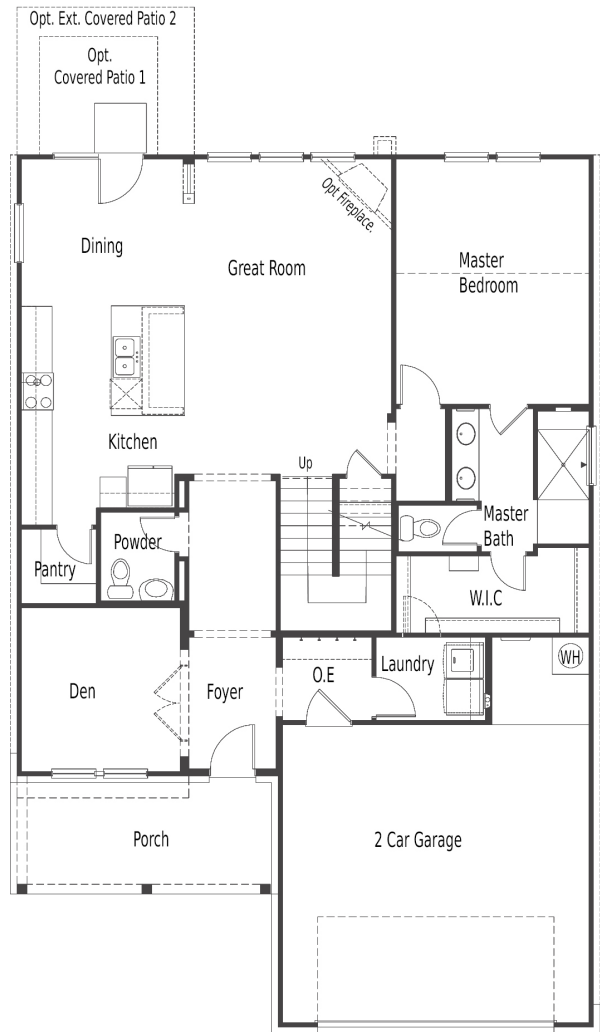 Opt. Ext. Covered Patio 2
Opt.
Covered Patio 1
Opt Fireplace.
Dining
Great Room
Master
Bedroom
Kitchen
Up
Powder
Master
Bath
Pantry
W.I.C
Den
Foyer
O.E
Laundry
WH
Porch
2 Car Garage